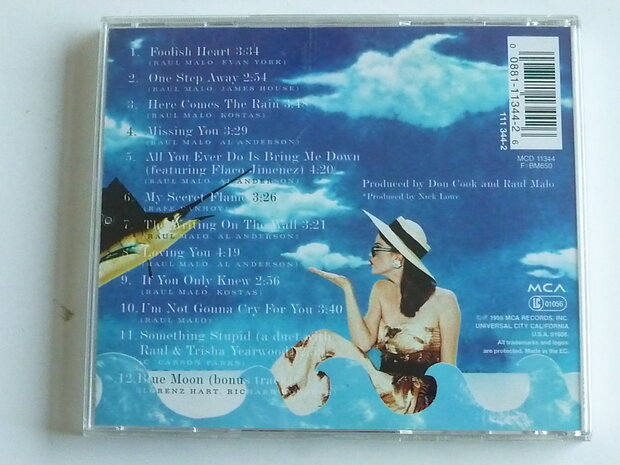 1. Foolish Heart 3:34
(RAUL MALO, EVAN YORK)
2. One Step Away 2:54
(RAUL MALO, JAMES HOUSE)
3. Here Comes The Rain 3:48
(RAUL MALO, KOSTAS)
4. Missing You 3:29
(RAUL MALO, AL ANDERSON)
5. All You Ever Do Is Bring Me Down
(featuring Flaco Jimenez) 4:20
(RAUL MALO, AL ANDERSON)
6. My Secret Flame 3:26
(RAFE VANHOY)
7. The Writing On The Wall 3:21
(RAUL MALO, AL ANDERSON)
Loving You 4:19
(RAUL MALO, AL ANDERSON)
9. If You Only Knew 2:56
(RAUL MALO, KOSTAS)
10. I'm Not Gonna Cry For You 3:40
(RAUL MALO)
11. Something Stupid (a duet with
Raul & Trisha Yearwood)
C. CARSON PARKS)
12. Blue Moon (bonus
(LORENZ HART, RICHARD
0 0881-11344-2 6
111 344-2
MCD 11344
F: BM650
Produced by Don Cook and Raul Malo
*Produced by Nick Lowe
MCA
LC 01056
©℗ 1995 MCA RECORDS, INC.
UNIVERSAL CITY CALIFORNIA
U.S.A. 91608.
All trademarks and logos
are protected. Made in the EC.